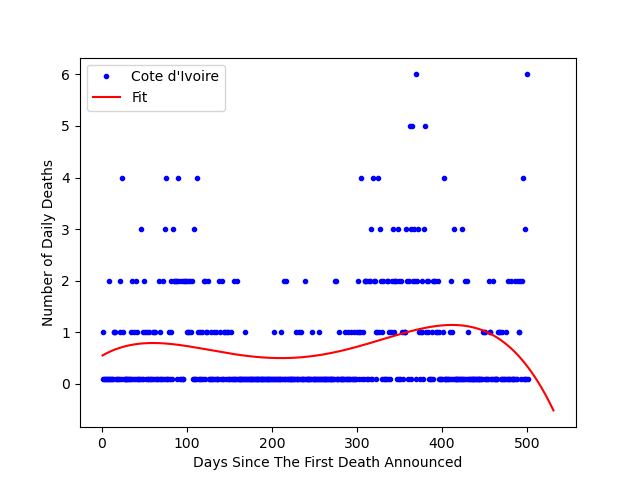 Cote d'Ivoire
Fit
6
5
4
3
2
1
0
Number of Daily Deaths
0 100 200 300 400 500
Days Since The First Death Announced